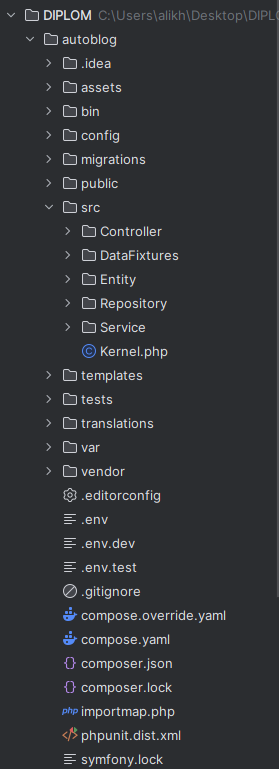 DIPLOM C:\Users\alikh\Desktop\DIPLO
autoblog
.idea
assets
bin
config
migrations
public
src
Controller
DataFixtures
Entity
Repository
Service
Kernel.php
templates
tests
translations
var
vendor
.editorconfig
.env
.env.dev
.env.test
.gitignore
compose.override.yaml
compose.yaml
composer.json
composer.lock
php importmap.php
phpunit.dist.xml
symfony.lock